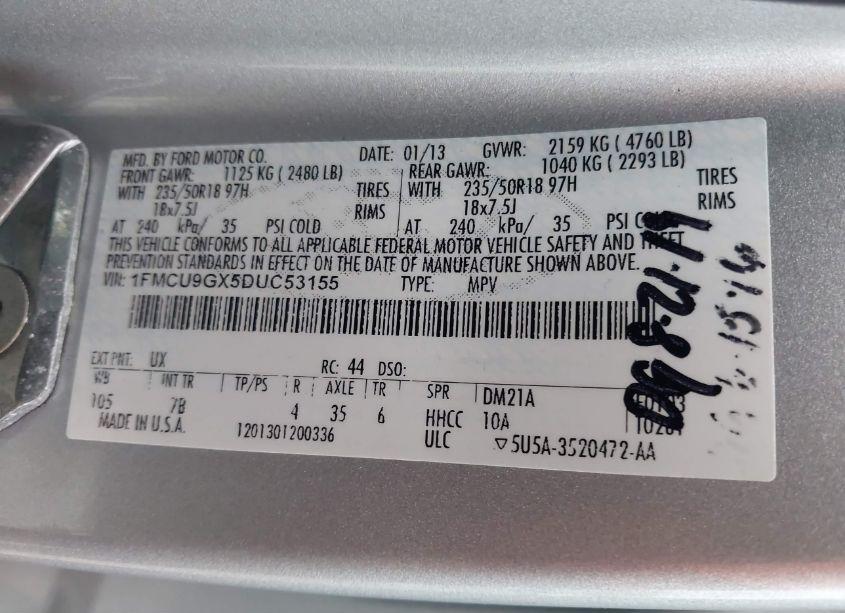 MFD. BY FORD MOTOR CO. DATE: 01/13 GVWR: 2159 KG ( 4760 LB)
FRONT GAWR: 1125 KG ( 2480 LB) REAR GAWR: 1040 KG ( 2293 LB)
WITH 235/50R18 97H TIRES WITH 235/50R18 97H TIRES
18x7.5J RIMS 18x7.5J RIMS
AT 240 kPa/ 35 PSI COLD AT 240 kPa/ 35 PSI COLD
THIS VEHICLE CONFORMS TO ALL APPLICABLE FEDERAL MOTOR VEHICLE SAFETY AND THEFT
PREVENTION STANDARDS IN EFFECT ON THE DATE OF MANUFACTURE SHOWN ABOVE.
VIN: 1FMCU9GX5DUC53155 TYPE: MPV
EXT PNT: UX RC: 44 DSO:
WB INT TR TP/PS R AXLE TR SPR DM21A
105 7B 4 35 6 HHCC 10A
MADE IN U.S.A. 1201301200336 ULC ▽5U5A-3520472-AA
8-21-19